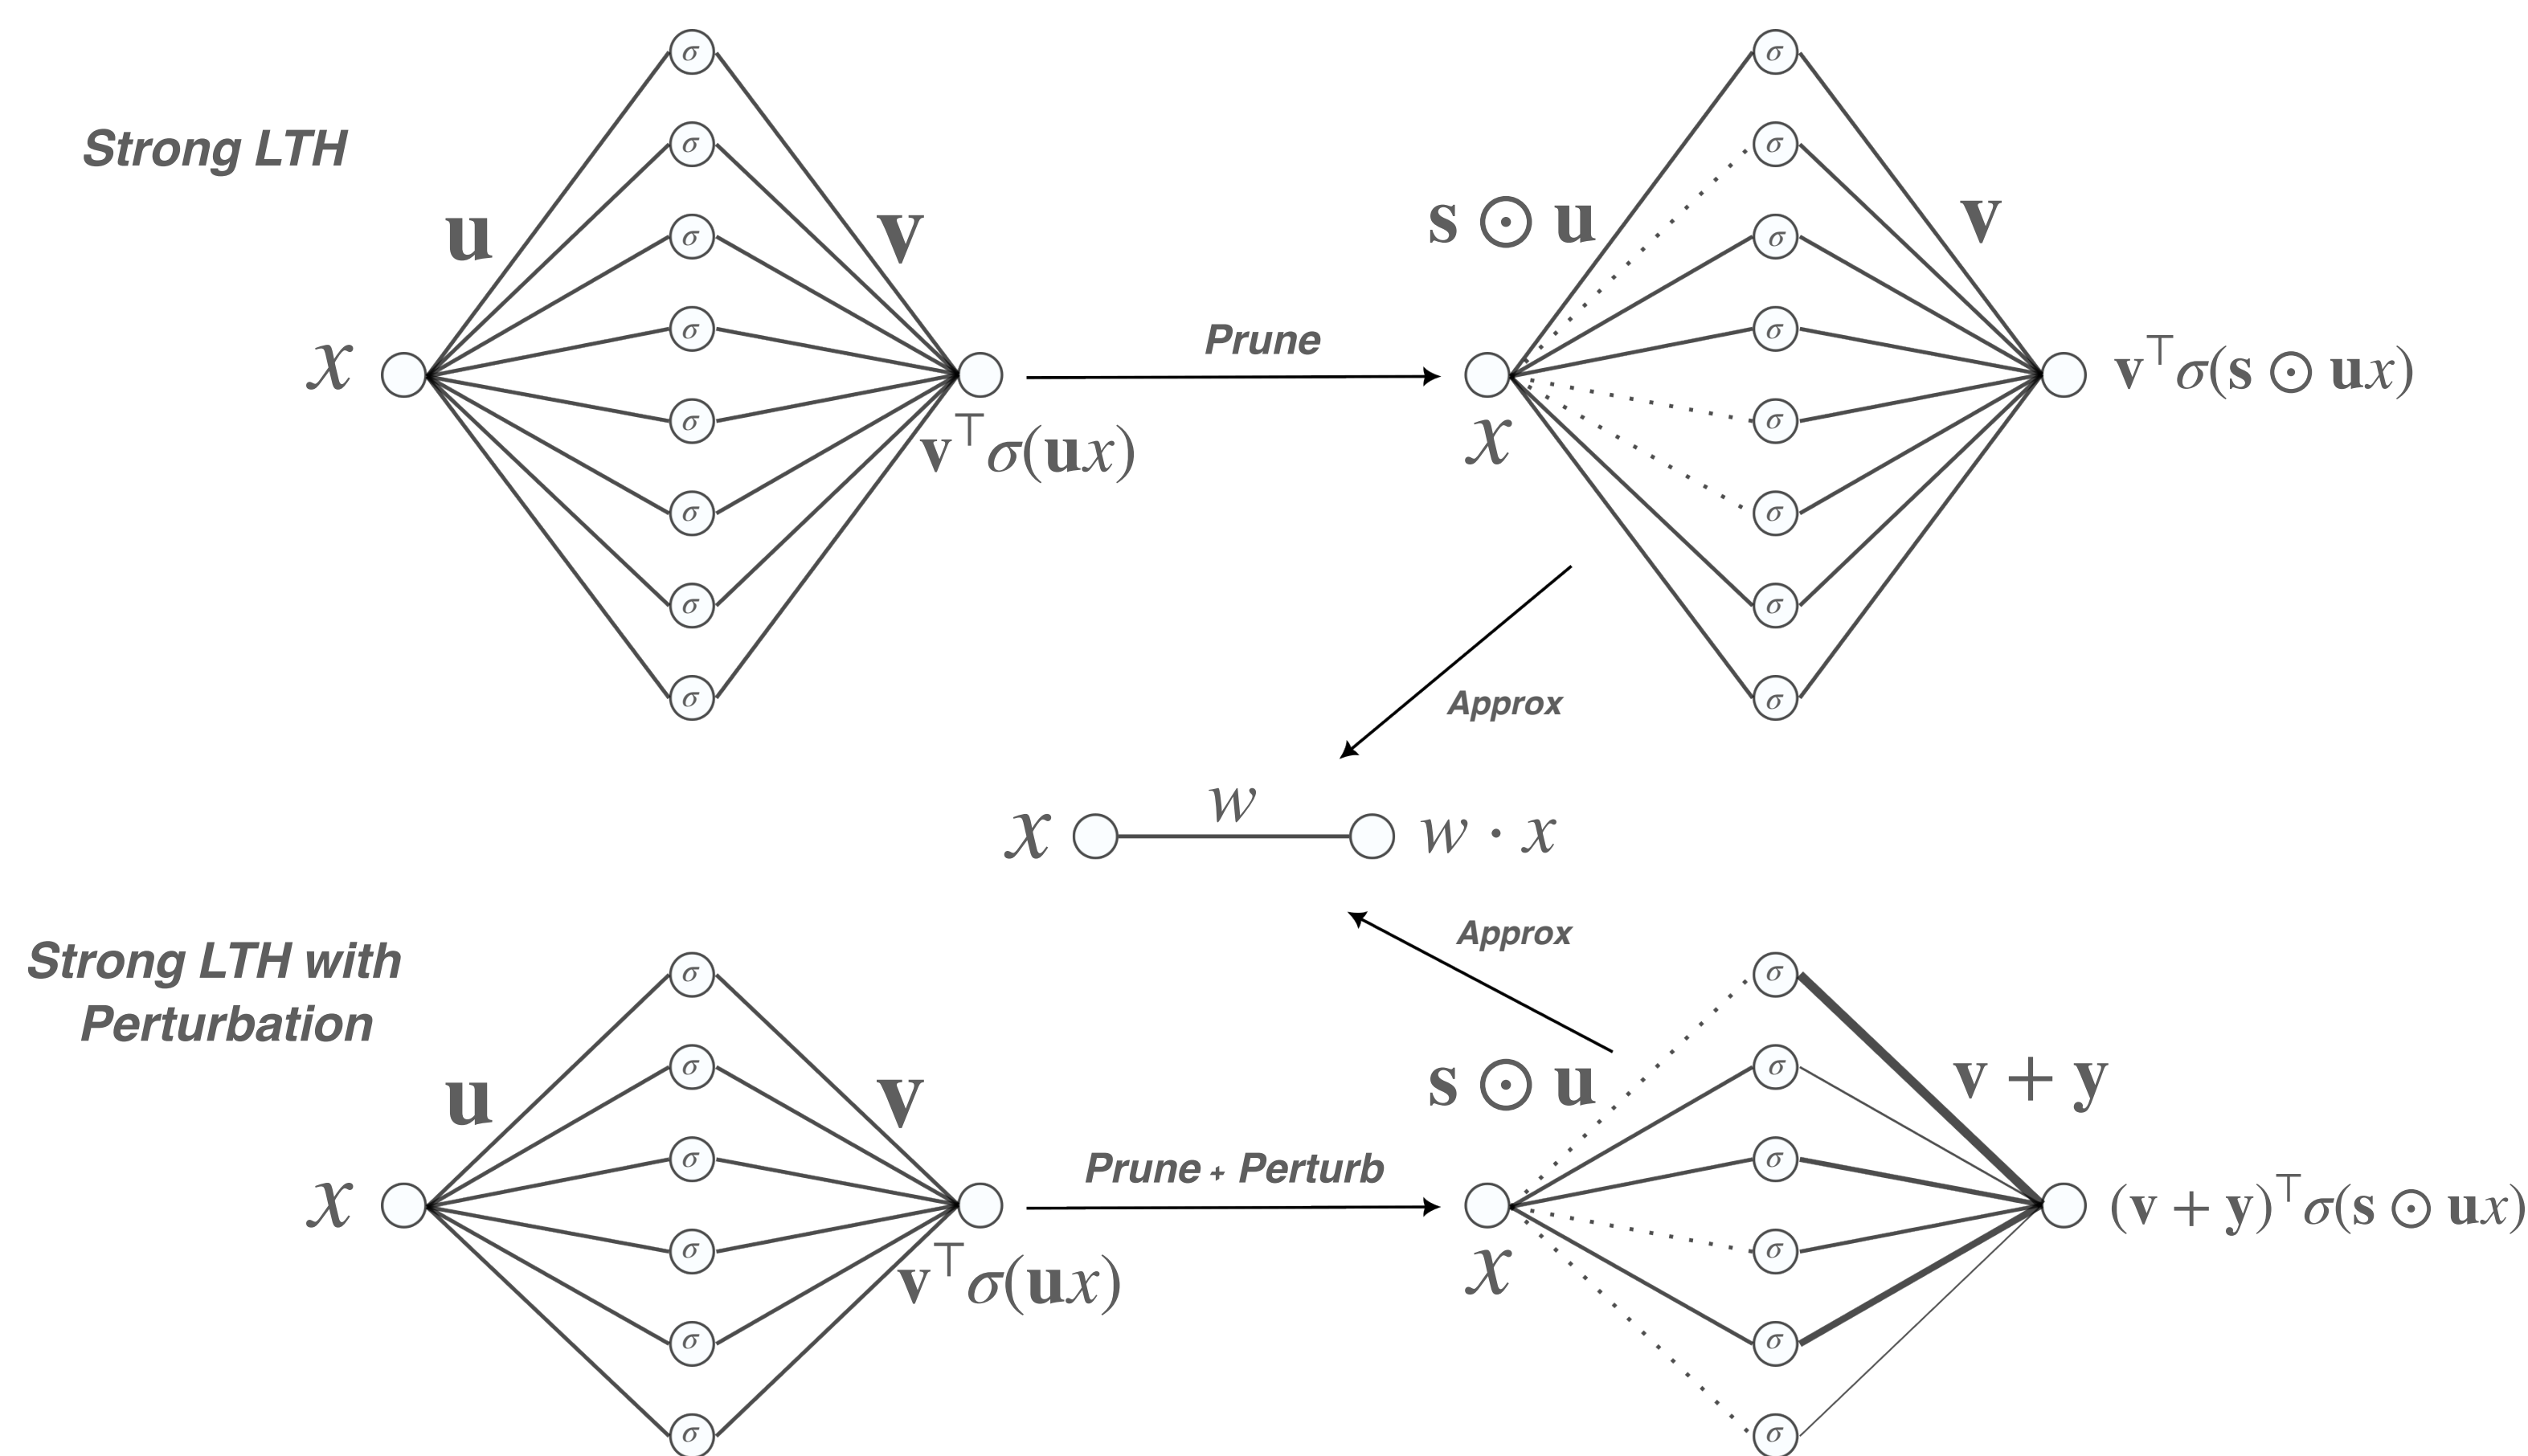 Strong LTH
u
v
x
σ
σ
σ
σ
σ
σ
σ
σ
v⊤σ(ux)
Prune
s ⊙ u
v
x
σ
σ
σ
σ
σ
σ
σ
σ
v⊤σ(s ⊙ ux)
Approx
x
w
w · x
Approx
Strong LTH with
Perturbation
u
v
x
σ
σ
σ
σ
σ
σ
v⊤σ(ux)
Prune + Perturb
s ⊙ u
v + y
x
σ
σ
σ
σ
σ
σ
(v + y)⊤σ(s ⊙ ux)